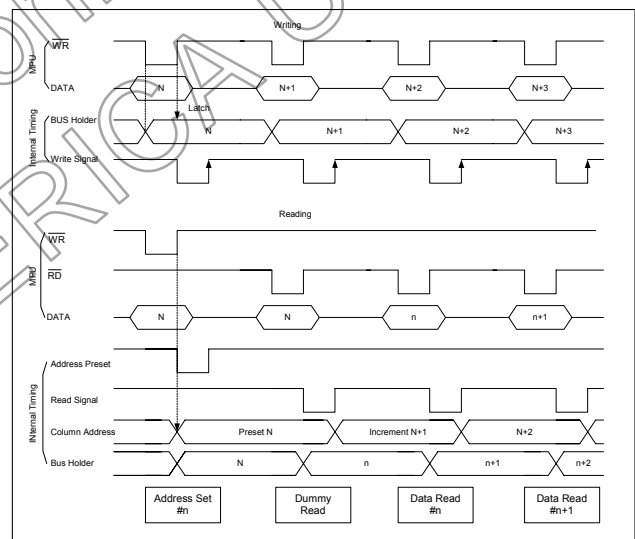 Writing
MPU
WR
DATA
N
N+1
N+2
N+3
Latch
Internal Timing
BUS Holder
N
N+1
N+2
N+3
Write Signal
Reading
MPU
WR
RD
DATA
N
N
n
n+1
INternal Timing
Address Preset
Read Signal
Column Address
Preset N
Increment N+1
N+2
Bus Holder
N
n
n+1
n+2
Address Set
#n
Dummy
Read
Data Read
#n
Data Read
#n+1
ERICA